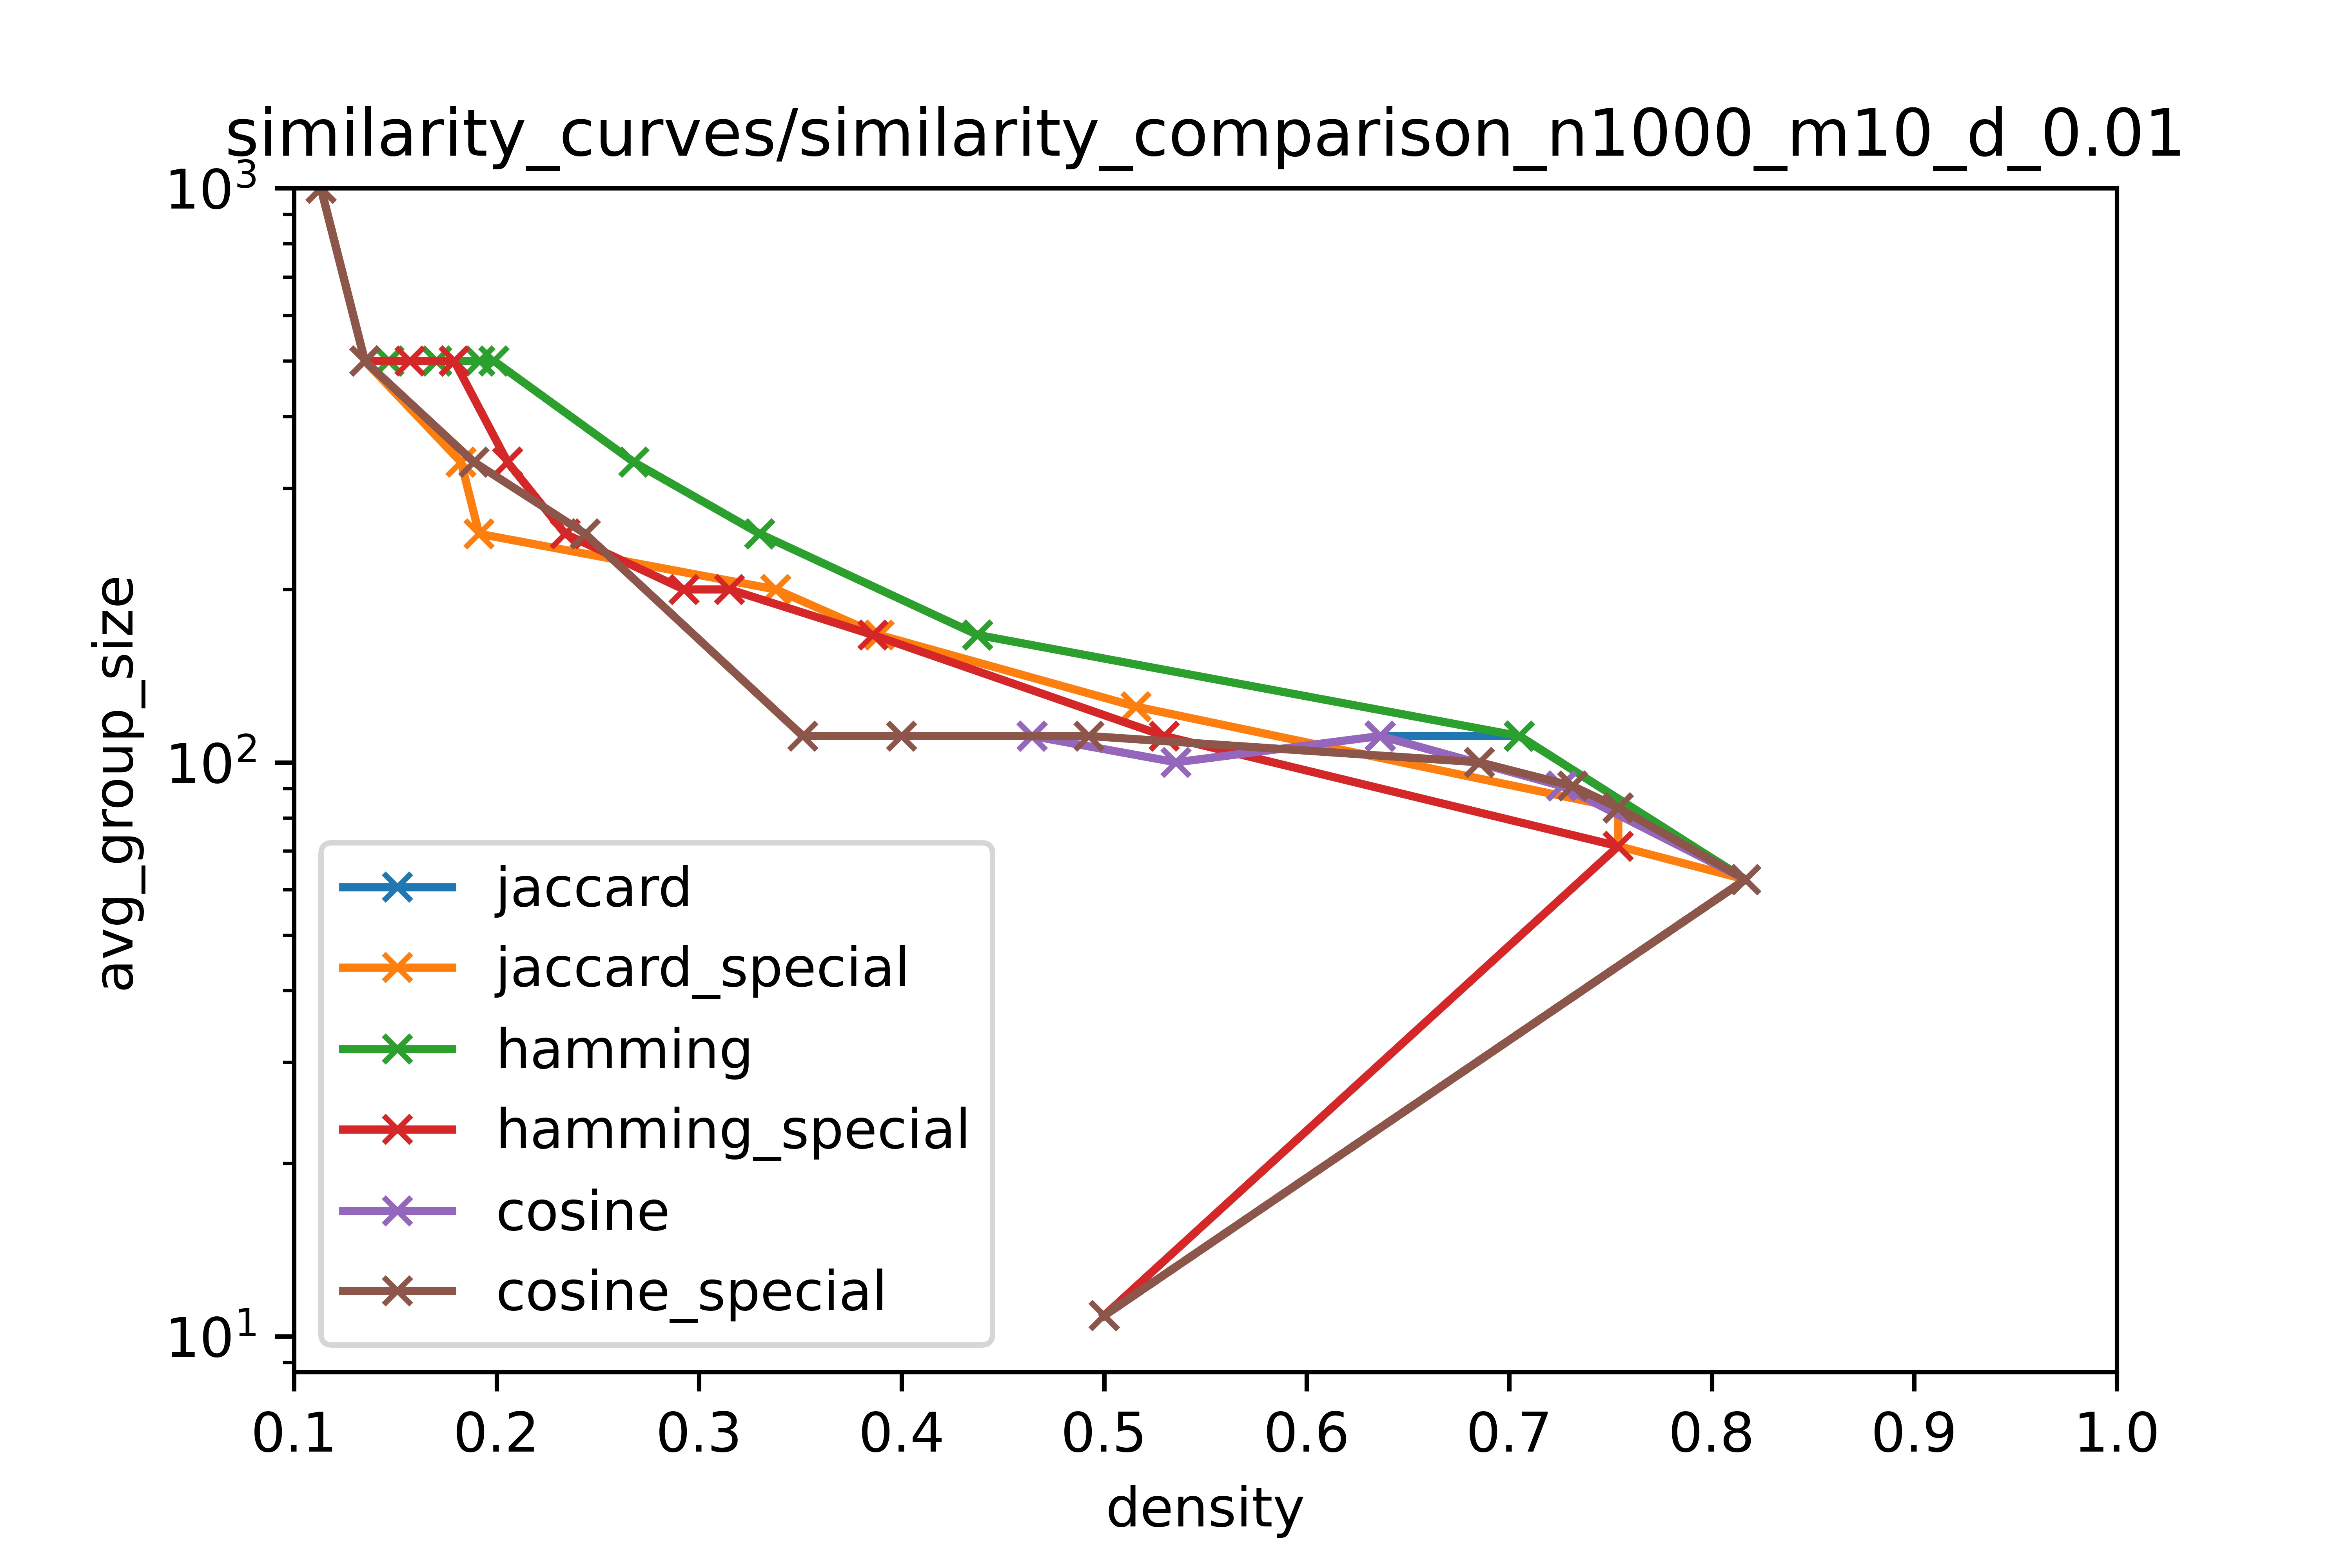 similarity_curves/similarity_comparison_n1000_m10_d_0.01
10³
10²
10¹
avg_group_size
jaccard
jaccard_special
hamming
hamming_special
cosine
cosine_special
0.1 0.2 0.3 0.4 0.5 0.6 0.7 0.8 0.9 1.0
density